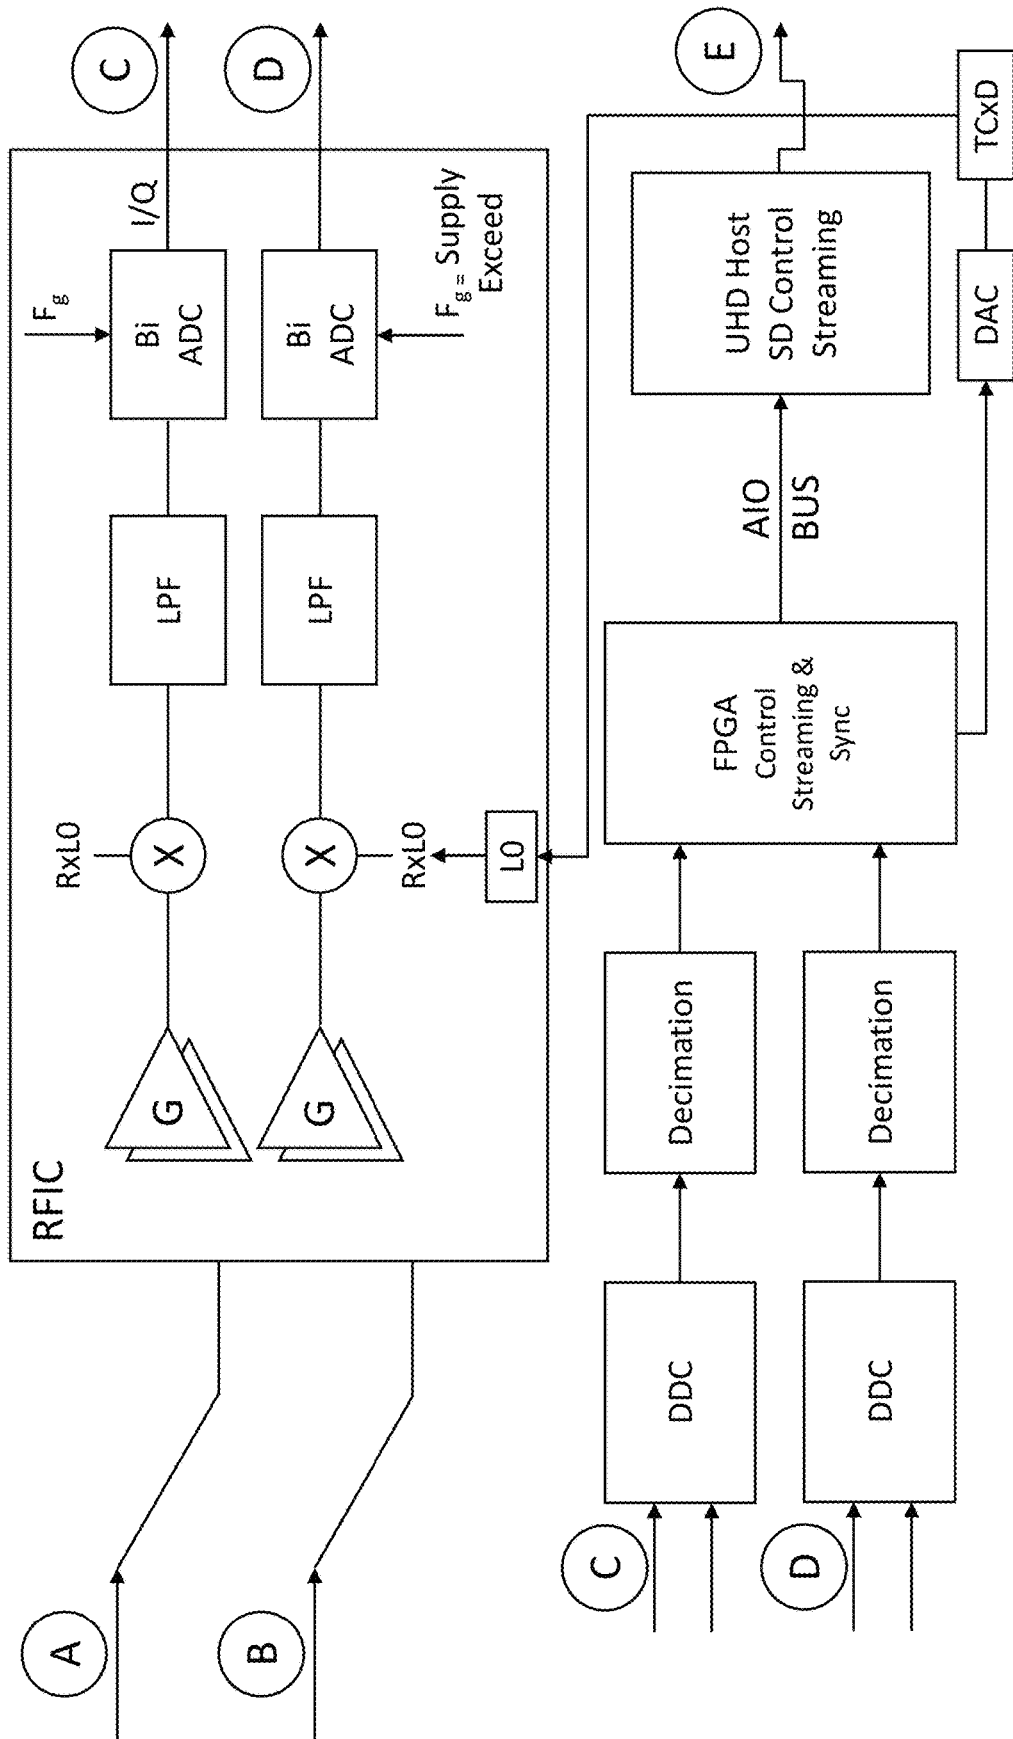 RFIC
A
B
G
G
RxLO
X
X
RxLO
LO
LPF
LPF
Fg
Bi
ADC
Bi
ADC
Fg = Supply
Exceed
I/Q
C
D
C
D
DDC
DDC
Decimation
Decimation
FPGA
Control
Streaming &
Sync
AIO
BUS
UHD Host
SD Control
Streaming
DAC
TCxD
E